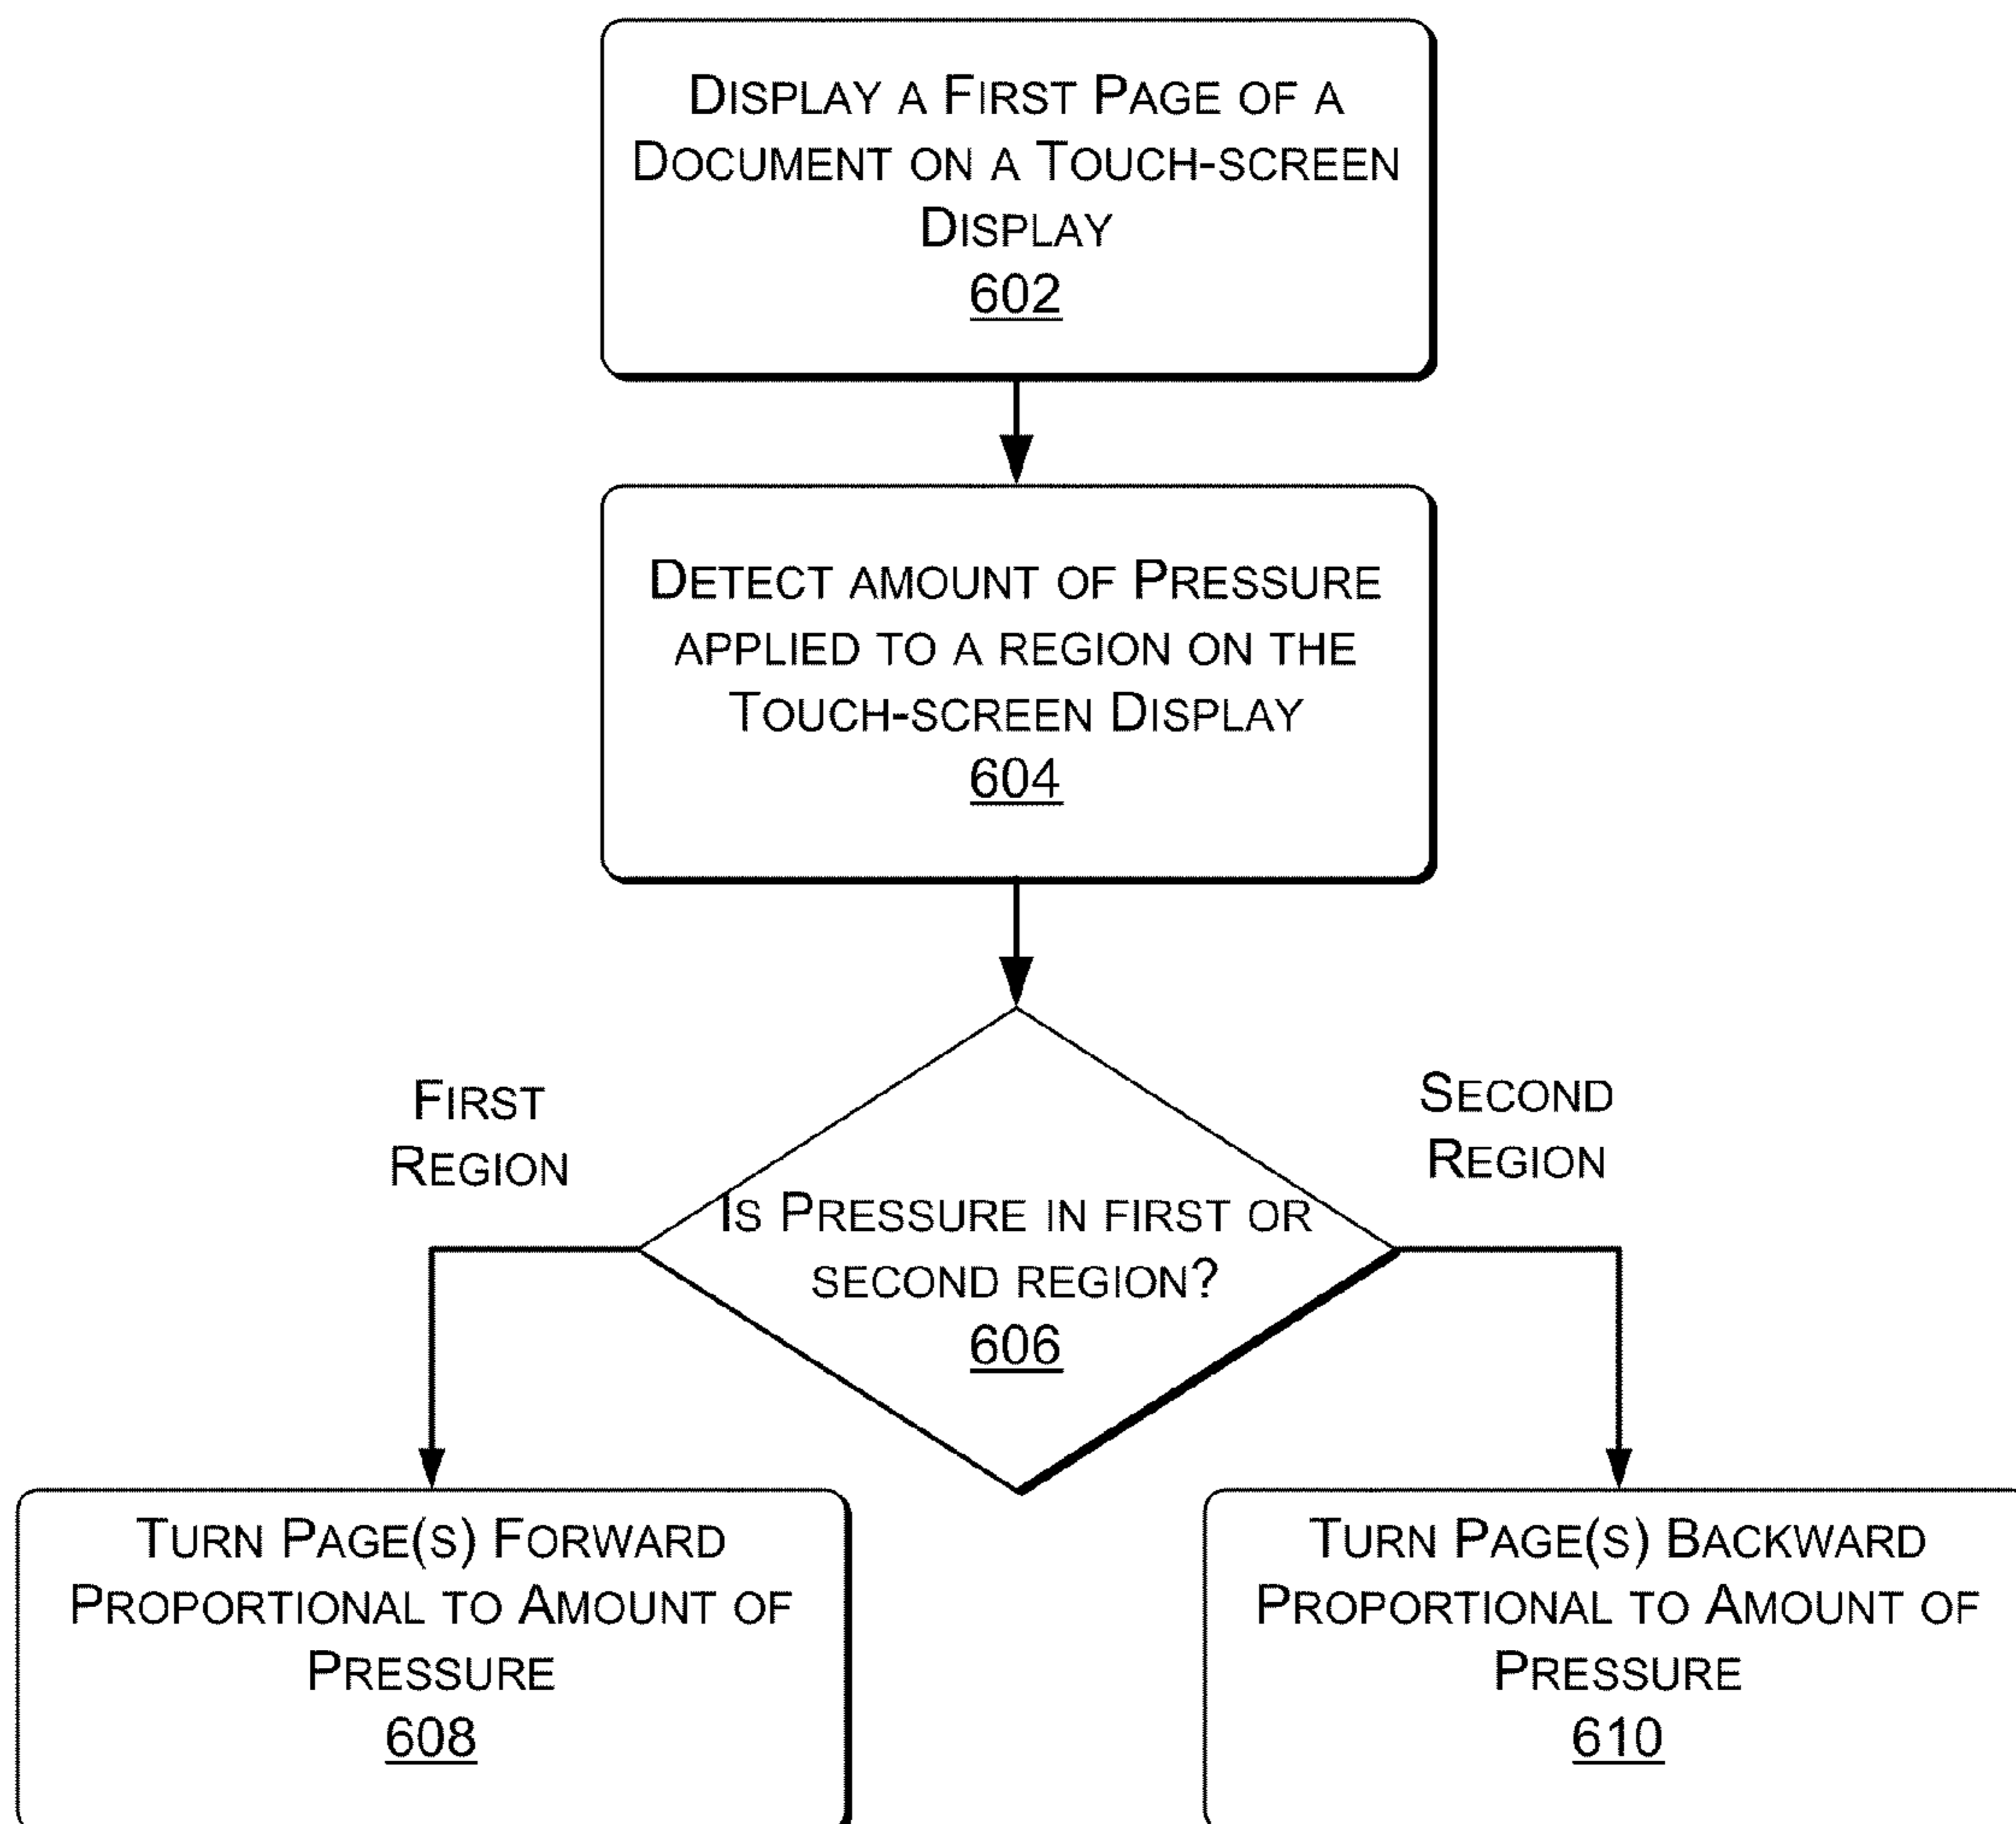 Display a First Page of a
Document on a Touch-screen
Display
602
Detect amount of Pressure
applied to a region on the
Touch-screen Display
604
First
Region
Second
Region
Is Pressure in first or
second region?
606
Turn Page(s) Forward
Proportional to Amount of
Pressure
608
Turn Page(s) Backward
Proportional to Amount of
Pressure
610